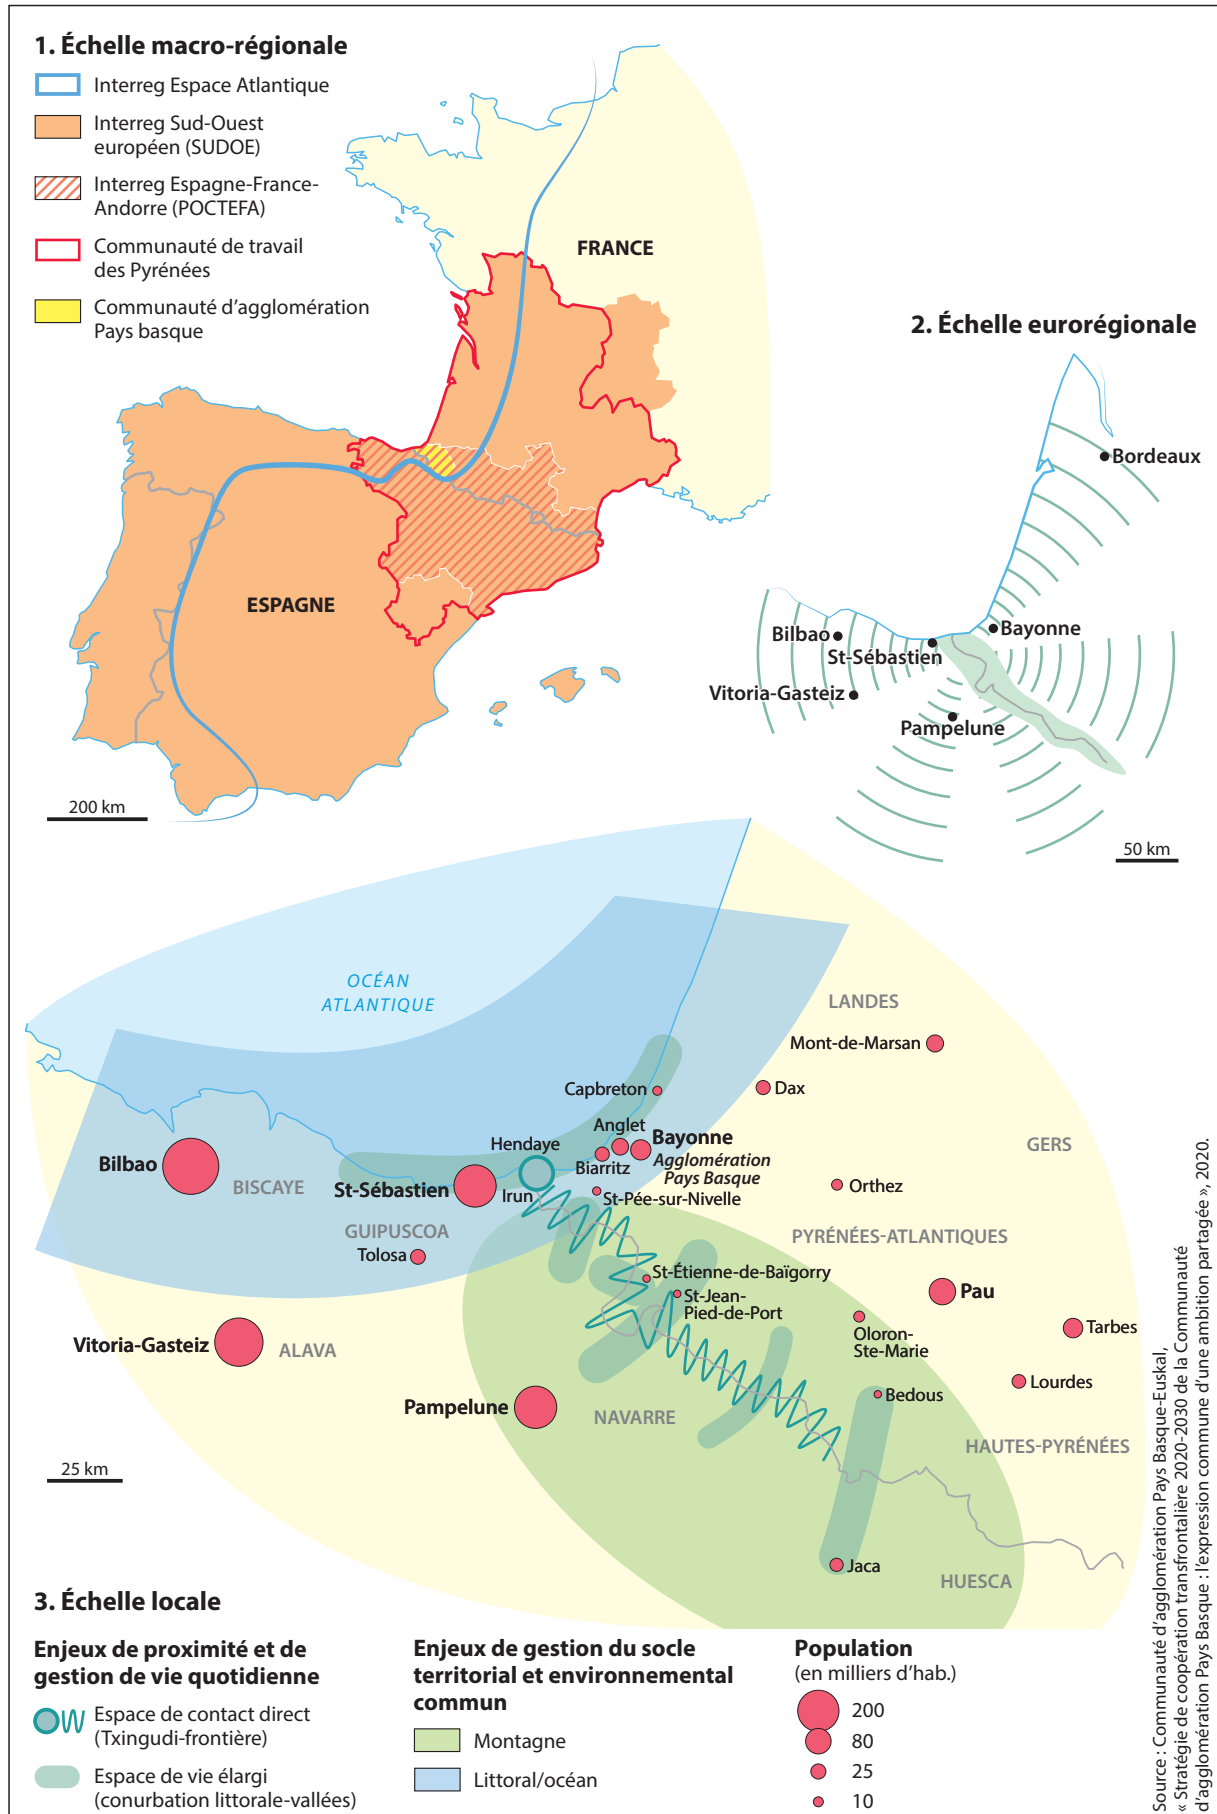 1. Échelle macro-régionale
Interreg Espace Atlantique
Interreg Sud-Ouest
européen (SUDOE)
Interreg Espagne-France-
Andorre (POCTEFA)
Communauté de travail
des Pyrénées
Communauté d'agglomération
Pays basque
FRANCE
ESPAGNE
200 km
2. Échelle eurorégionale
Bordeaux
Bayonne
Bilbao
St-Sébastien
Vitoria-Gasteiz
Pampelune
50 km
OCÉAN
ATLANTIQUE
LANDES
Mont-de-Marsan
Capbreton
Dax
Anglet
Hendaye
Bayonne
Biarritz
Agglomération
Pays Basque
GERS
Bilbao
BISCAYE
St-Sébastien
Irun
St-Pée-sur-Nivelle
Orthez
GUIPUSCOA
Tolosa
PYRÉNÉES-ATLANTIQUES
St-Étienne-de-Baïgorry
St-Jean-
Pied-de-Port
Pau
Vitoria-Gasteiz
ALAVA
Oloron-
Ste-Marie
Tarbes
Lourdes
Bedous
Pampelune
NAVARRE
HAUTES-PYRÉNÉES
25 km
Jaca
HUESCA
3. Échelle locale
Enjeux de proximité et de
gestion de vie quotidienne
Espace de contact direct
(Txingudi-frontière)
Espace de vie élargi
(conurbation littorale-vallées)
Enjeux de gestion du socle
territorial et environnemental
commun
Montagne
Littoral/océan
Population
(en milliers d'hab.)
200
80
25
10
Source : Communauté d'agglomération Pays Basque-Euskal,
« Stratégie de coopération transfrontalière 2020-2030 de la Communauté
d'agglomération Pays Basque : l'expression commune d'une ambition partagée », 2020.